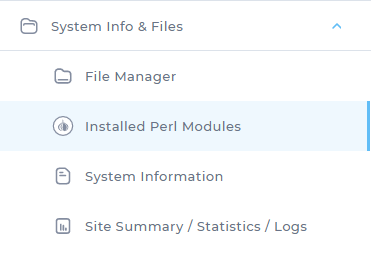 System Info & Files
File Manager
Installed Perl Modules
System Information
Site Summary / Statistics / Logs